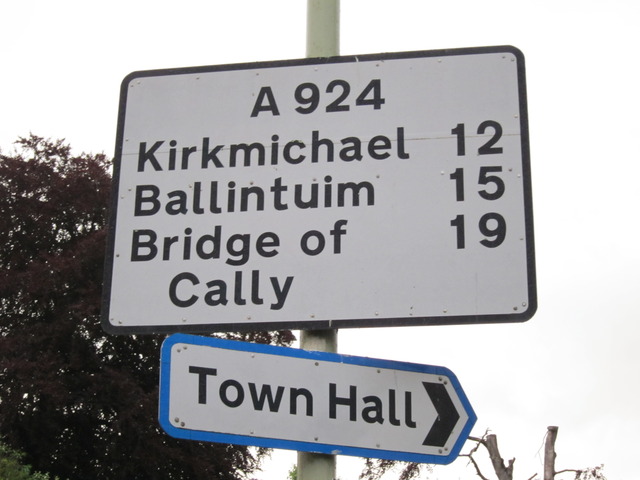 A 924
Kirkmichael 12
Ballintuim 15
Bridge of 19
Cally
Town Hall